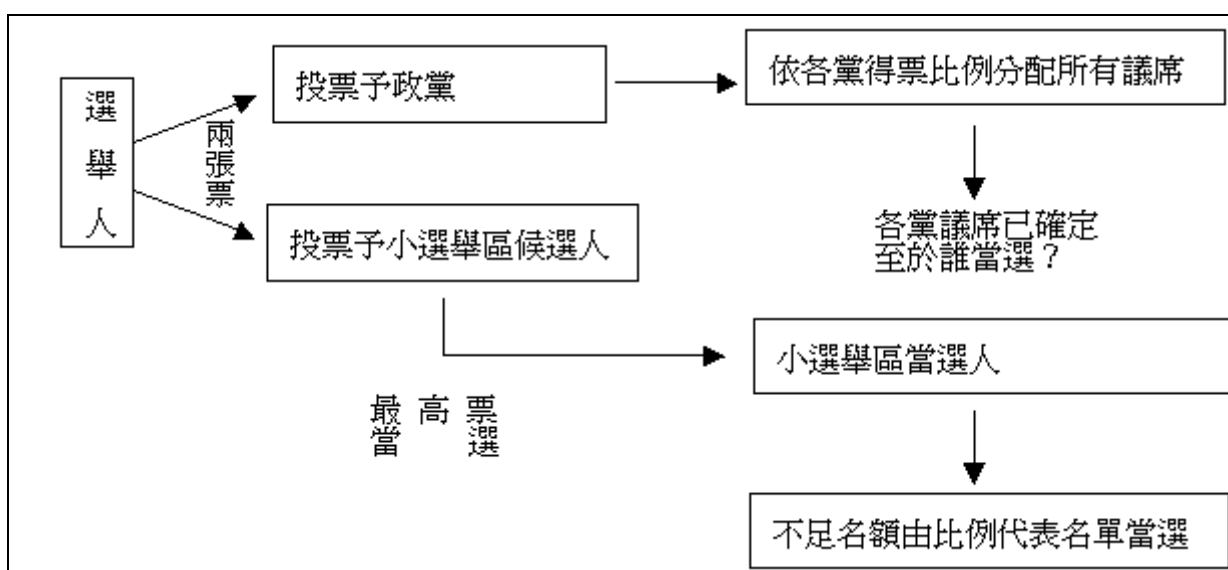 選舉人
兩張票
投票予政黨
依各黨得票比例分配所有議席
各黨議席已確定
至於誰當選？
投票予小選舉區候選人
最高票
當選
小選舉區當選人
不足名額由比例代表名單當選